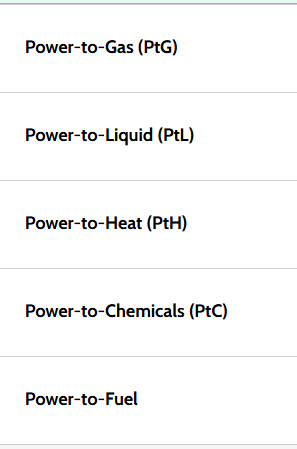 Power-to-Gas (PtG)
Power-to-Liquid (PtL)
Power-to-Heat (PtH)
Power-to-Chemicals (PtC)
Power-to-Fuel